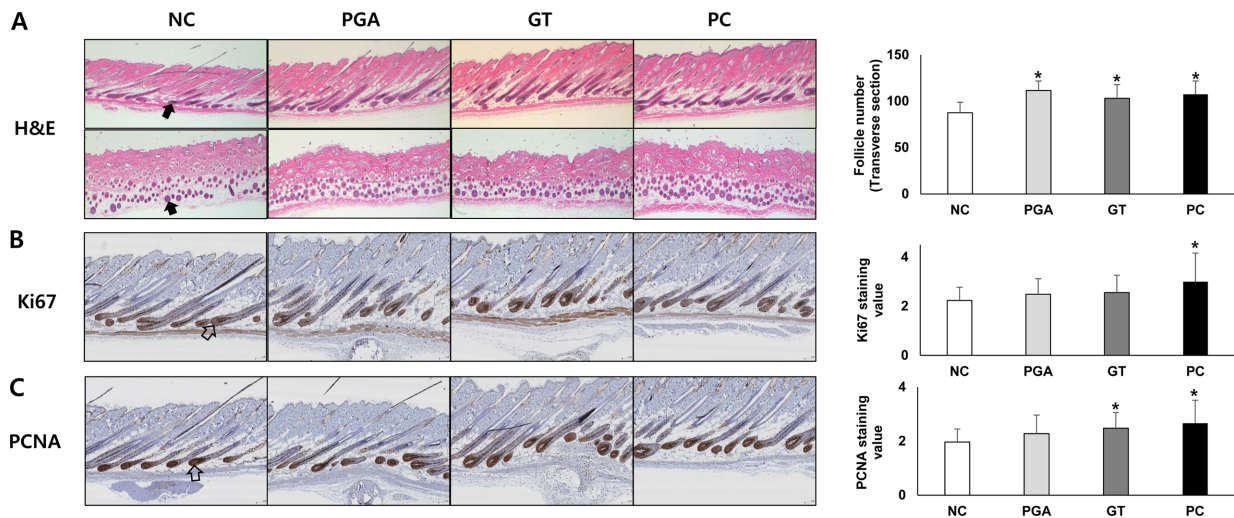 A
NC PGA GT PC
H&E
150
100
50
0
Follicle number
(Transverse section)
* * *
NC PGA GT PC
B
Ki67
4
2
0
Ki67 staining
value
*
NC PGA GT PC
C
PCNA
4
2
0
PCNA staining
value
* *
NC PGA GT PC